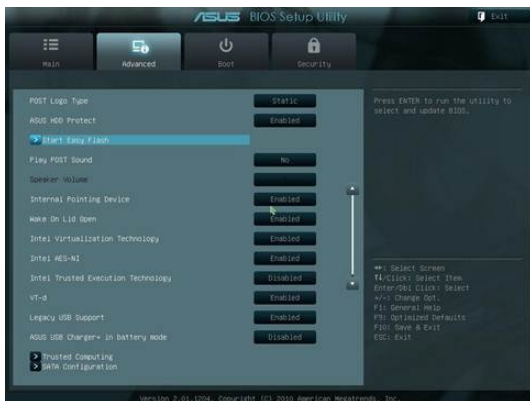 ASUS BIOS Setup Utility
Exit
Main
Advanced
Boot
Security
POST Logo Type
Static
ASUS HDD Protect
Enabled
Start Easy Flash
Play POST Sound
No
Speaker Volume
Internal Pointing Device
Enabled
Wake On Lid Open
Enabled
Intel Virtualization Technology
Enabled
Intel AES-NI
Enabled
Intel Trusted Execution Technology
Disabled
VT-d
Enabled
Legacy USB Support
Enabled
ASUS USB Charger+ in battery mode
Disabled
Trusted Computing
SATA Configuration
Press ENTER to run the utility to
select and update BIOS.
↔: Select Screen
↑↓/Click: Select Item
Enter/Dbl Click: Select
+/-: Change Opt.
F1: General Help
F9: Optimized Defaults
F10: Save & Exit
ESC: Exit
Version 2.01.1204. Copyright (C) 2010 American Megatrends, Inc.